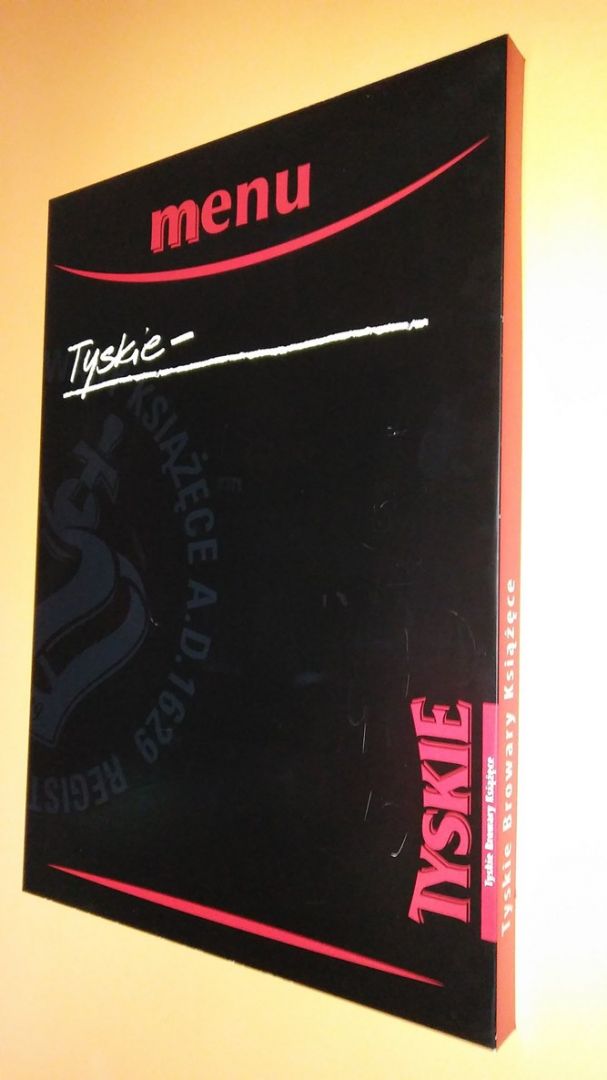 menu
Tyskie-
KSIĄŻĘCE A.D. 1629 REGIST
TYSKIE
Tyskie Browary Książęce
Tyskie Browary Książęce